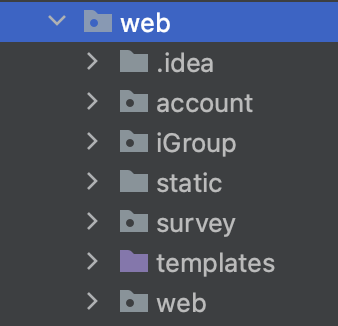 web
.idea
account
iGroup
static
survey
templates
web